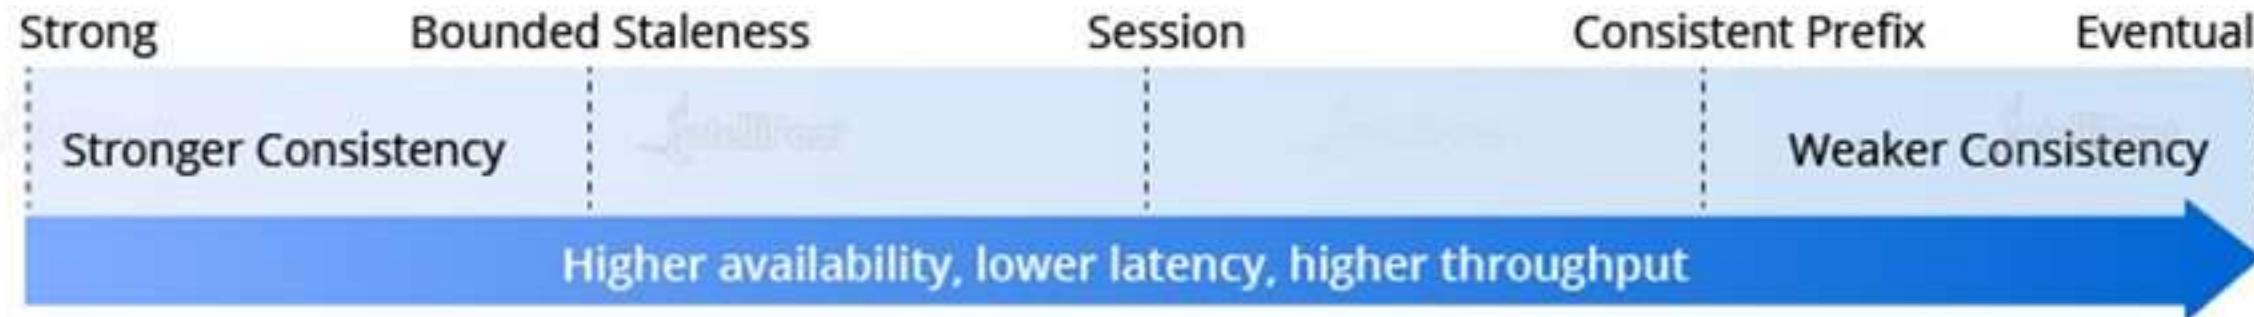 Strong Bounded Staleness Session Consistent Prefix Eventual
Stronger Consistency Weaker Consistency
Higher availability, lower latency, higher throughput